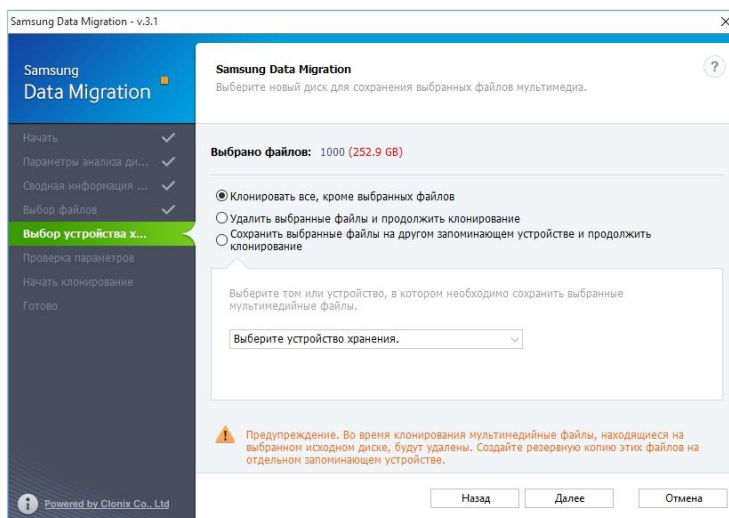 Samsung Data Migration - v.3.1
Samsung
Data Migration
Samsung Data Migration
Выберите новый диск для сохранения выбранных файлов мультимедиа.
?
Начать
Параметры анализа ди...
Сводная информация ...
Выбор файлов
Выбор устройства х...
Проверка параметров
Начать клонирование
Готово
Выбрано файлов: 1000 (252.9 GB)
Клонировать все, кроме выбранных файлов
Удалить выбранные файлы и продолжить клонирование
Сохранить выбранные файлы на другом запоминающем устройстве и продолжить
клонирование
Выберите том или устройство, в котором необходимо сохранить выбранные
мультимедийные файлы.
Выберите устройство хранения.
Предупреждение. Во время клонирования мультимедийные файлы, находящиеся на
выбранном исходном диске, будут удалены. Создайте резервную копию этих файлов на
отдельном запоминающем устройстве.
Powered by Clonix Co., Ltd
Назад
Далее
Отмена